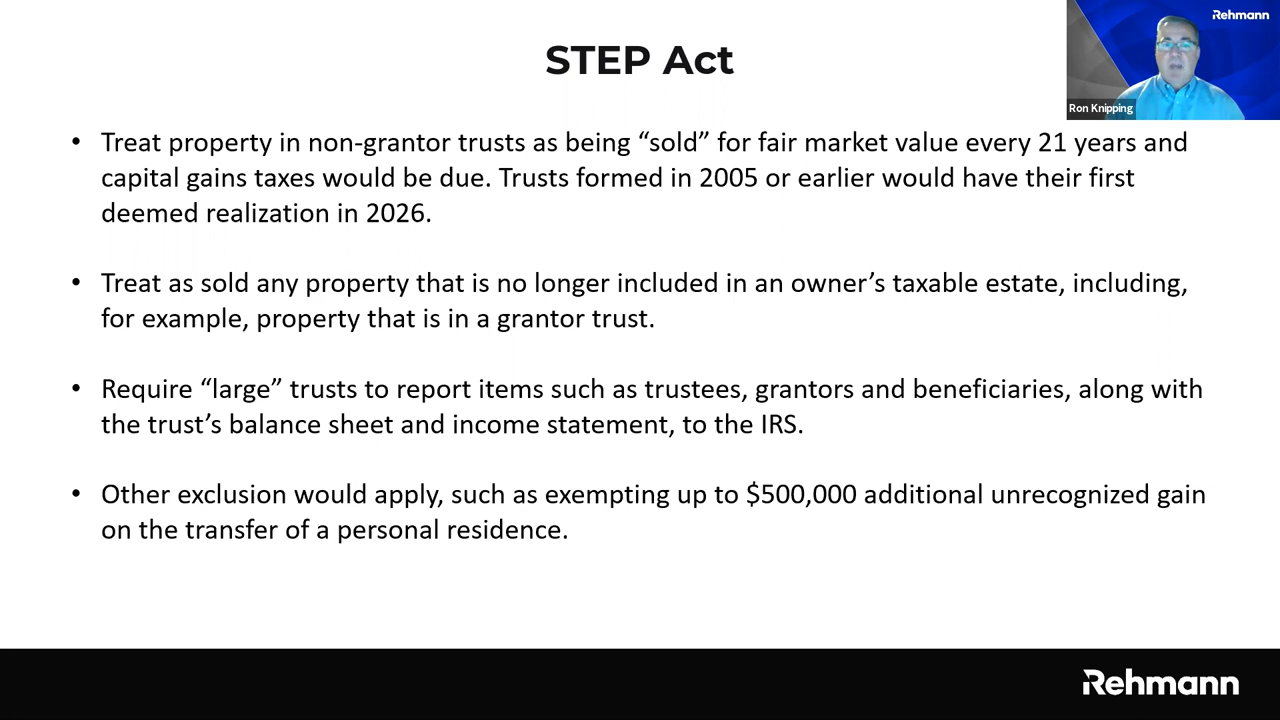 Rehmann
STEP Act
Ron Knipping
• Treat property in non-grantor trusts as being “sold” for fair market value every 21 years and
capital gains taxes would be due. Trusts formed in 2005 or earlier would have their first
deemed realization in 2026.
• Treat as sold any property that is no longer included in an owner’s taxable estate, including,
for example, property that is in a grantor trust.
• Require “large” trusts to report items such as trustees, grantors and beneficiaries, along with
the trust’s balance sheet and income statement, to the IRS.
• Other exclusion would apply, such as exempting up to $500,000 additional unrecognized gain
on the transfer of a personal residence.
Rehmann